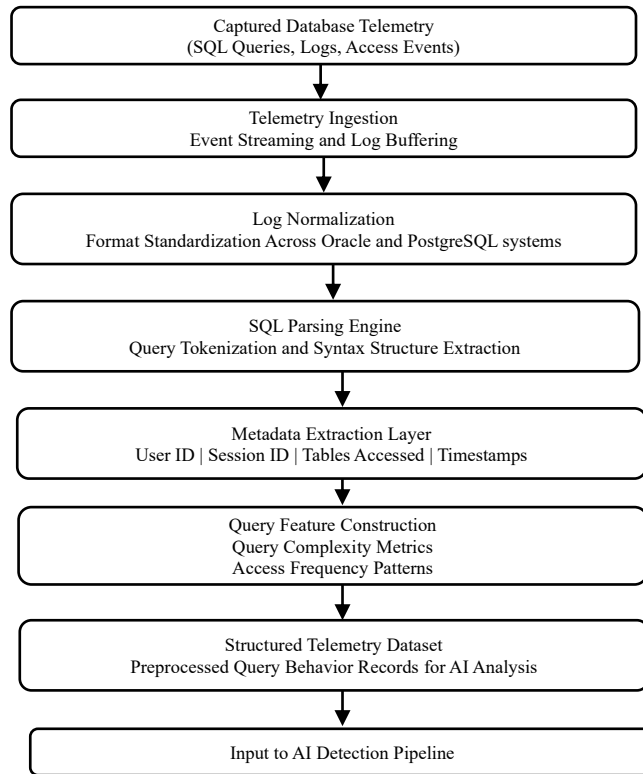 Captured Database Telemetry
(SQL Queries, Logs, Access Events)
Telemetry Ingestion
Event Streaming and Log Buffering
Log Normalization
Format Standardization Across Oracle and PostgreSQL systems
SQL Parsing Engine
Query Tokenization and Syntax Structure Extraction
Metadata Extraction Layer
User ID | Session ID | Tables Accessed | Timestamps
Query Feature Construction
Query Complexity Metrics
Access Frequency Patterns
Structured Telemetry Dataset
Preprocessed Query Behavior Records for AI Analysis
Input to AI Detection Pipeline